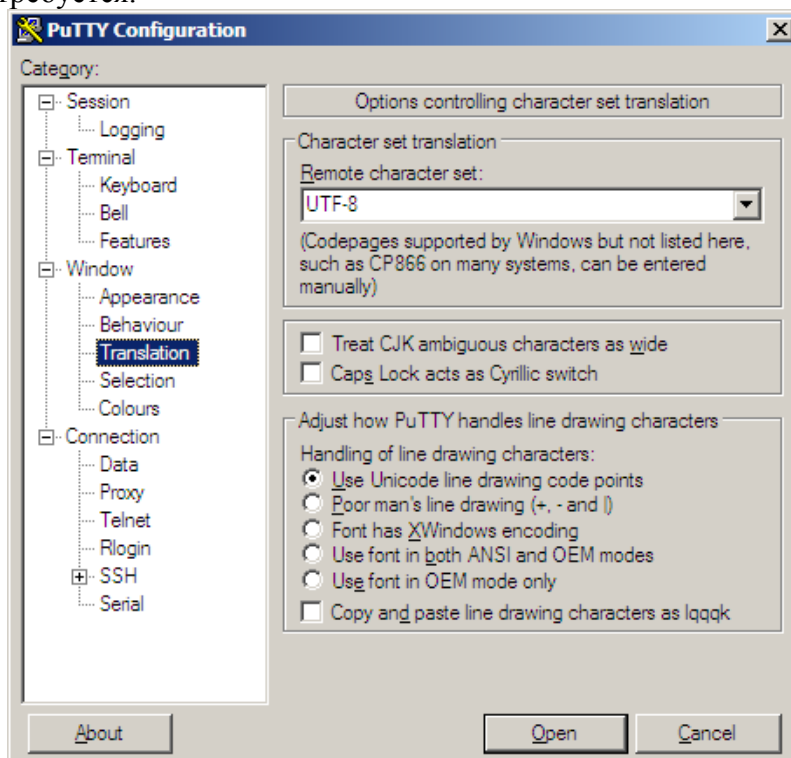 требуется.
PuTTY Configuration
Category:
Session
Logging
Terminal
Keyboard
Bell
Features
Window
Appearance
Behaviour
Translation
Selection
Colours
Connection
Data
Proxy
Telnet
Rlogin
SSH
Serial
Options controlling character set translation
Character set translation
Remote character set:
UTF-8
(Codepages supported by Windows but not listed here,
such as CP866 on many systems, can be entered
manually)
Treat CJK ambiguous characters as wide
Caps Lock acts as Cyrillic switch
Adjust how PuTTY handles line drawing characters
Handling of line drawing characters:
Use Unicode line drawing code points
Poor man's line drawing (+, - and |)
Font has XWindows encoding
Use font in both ANSI and OEM modes
Use font in OEM mode only
Copy and paste line drawing characters as lqqqk
About
Open
Cancel